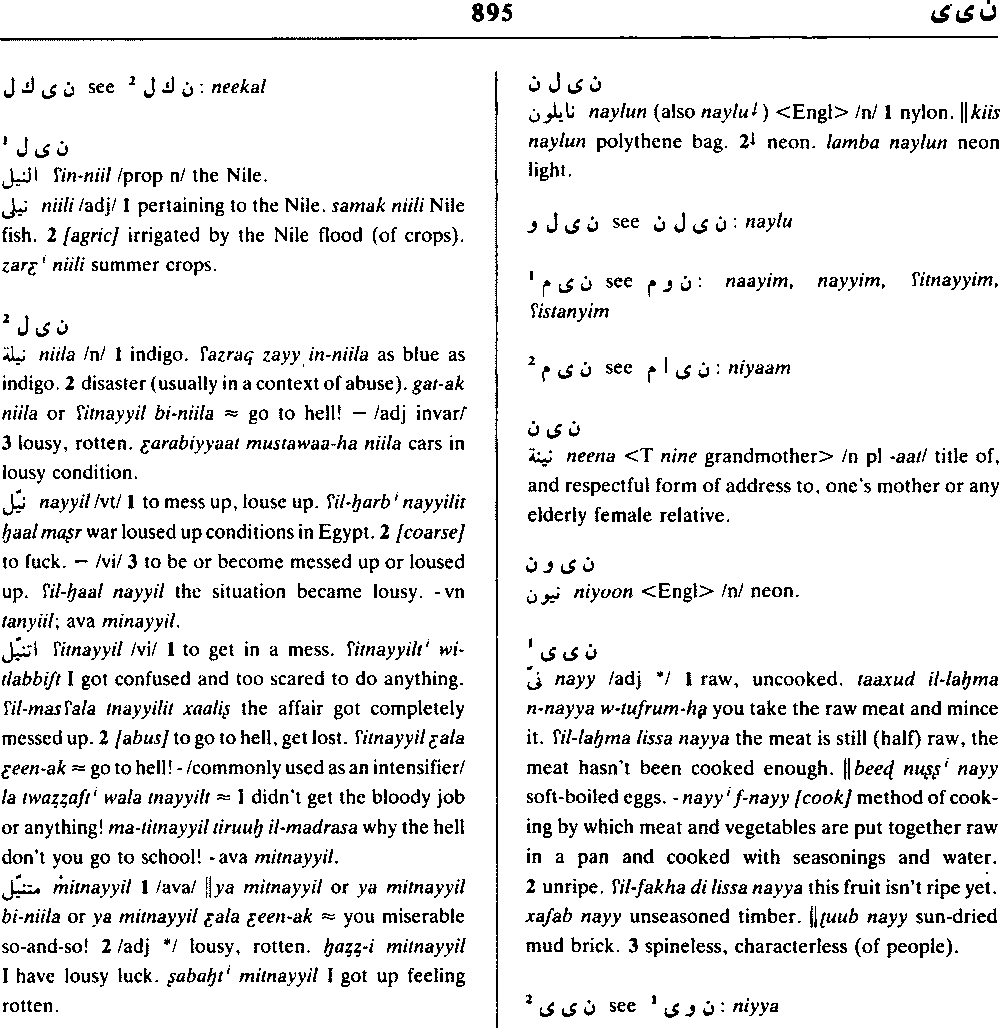 895
ن ی ی
ن ی ك ل see ² ن ك ل : neekal
ن ی ل ¹
النيل ʕin-niil /prop n/ the Nile.
نيلى niili /adj/ 1 pertaining to the Nile. samak niili Nile
fish. 2 [agric] irrigated by the Nile flood (of crops).
zarɛⁱ niili summer crops.
ن ی ل ²
نيلة niila /n/ 1 indigo. ʕazraq zayy in-niila as blue as
indigo. 2 disaster (usually in a context of abuse). gat-ak
niila or ʕitnayyil bi-niila ≈ go to hell! – /adj invar/
3 lousy, rotten. ɛarabiyyaat mustawaa-ha niila cars in
lousy condition.
نيّل nayyil /vt/ 1 to mess up, louse up. ʕil-ḥarbⁱ nayyilit
ḥaal maṣr war loused up conditions in Egypt. 2 [coarse]
to fuck. – /vi/ 3 to be or become messed up or loused
up. ʕil-ḥaal nayyil the situation became lousy. -vn
tanyiil; ava minayyil.
اتنيّل ʕitnayyil /vi/ 1 to get in a mess. ʕitnayyiltⁱ wi-
tlabbiʃt I got confused and too scared to do anything.
ʕil-masʕala tnayyilit xaaliṣ the affair got completely
messed up. 2 [abus] to go to hell, get lost. ʕitnayyil ɛala
ɛeen-ak ≈ go to hell! - /commonly used as an intensifier/
la twaẓẓaftⁱ wala tnayyilt ≈ I didn't get the bloody job
or anything! ma-titnayyil tiruuḥ il-madrasa why the hell
don't you go to school! -ava mitnayyil.
متنيّل mitnayyil 1 /ava/ ‖ya mitnayyil or ya mitnayyil
bi-niila or ya mitnayyil ɛala ɛeen-ak ≈ you miserable
so-and-so! 2 /adj */ lousy, rotten. ḥaẓẓ-i mitnayyil
I have lousy luck. ṣabaḥtⁱ mitnayyil I got up feeling
rotten.
ن ی ل ن
نايلون naylun (also naylu↓) <Engl> /n/ 1 nylon. ‖kiis
naylun polythene bag. 2↓ neon. lamba naylun neon
light.
ن ی ل و see ن ی ل ن : naylu
ن ی م ¹ see ن و م : naayim, nayyim, ʕitnayyim,
ʕistanyim
ن ی م ² see ن ی ا م : niyaam
ن ی ن
نينة neena <T nine grandmother> /n pl -aat/ title of,
and respectful form of address to, one's mother or any
elderly female relative.
ن ی و ن
نيون niyoon <Engl> /n/ neon.
ن ی ی ¹
نىّ nayy /adj */ 1 raw, uncooked. taaxud il-laḥma
n-nayya w-tufrum-hạ you take the raw meat and mince
it. ʕil-laḥma lissa nayya the meat is still (half) raw, the
meat hasn't been cooked enough. ‖beeḍ nuṣṣⁱ nayy
soft-boiled eggs. -nayyⁱ f-nayy [cook] method of cook-
ing by which meat and vegetables are put together raw
in a pan and cooked with seasonings and water.
2 unripe. ʕil-fakha di lissa nayya this fruit isn't ripe yet.
xaʃab nayy unseasoned timber. ‖ṭuub nayy sun-dried
mud brick. 3 spineless, characterless (of people).
ن ی ی ² see ن و ی ¹ : niyya